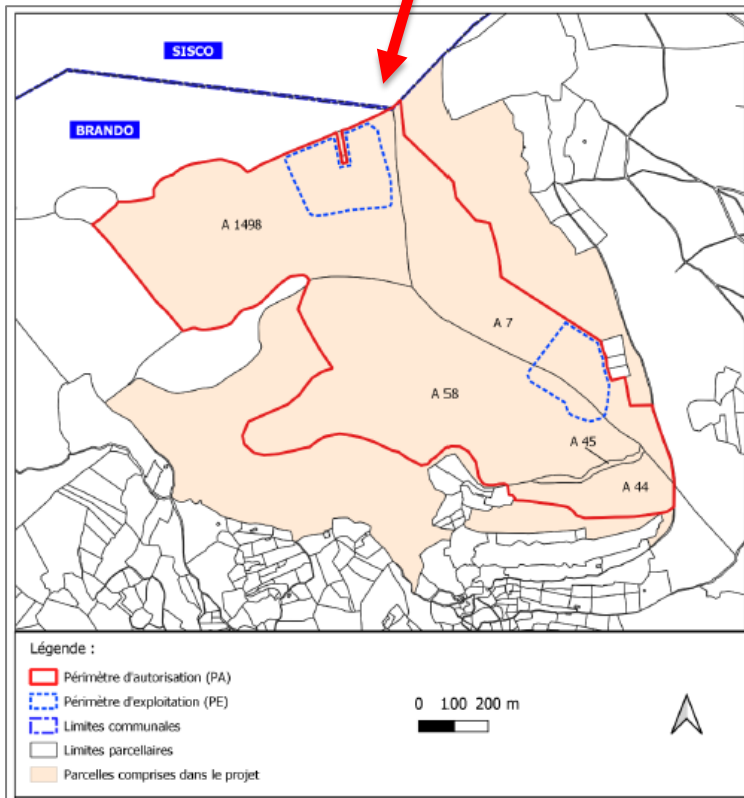 SISCO
BRANDO
A 1498
A 7
A 58
A 45
A 44
Légende :
Périmètre d'autorisation (PA)
Périmètre d'exploitation (PE)
Limites communales
Limites parcellaires
Parcelles comprises dans le projet
0 100 200 m